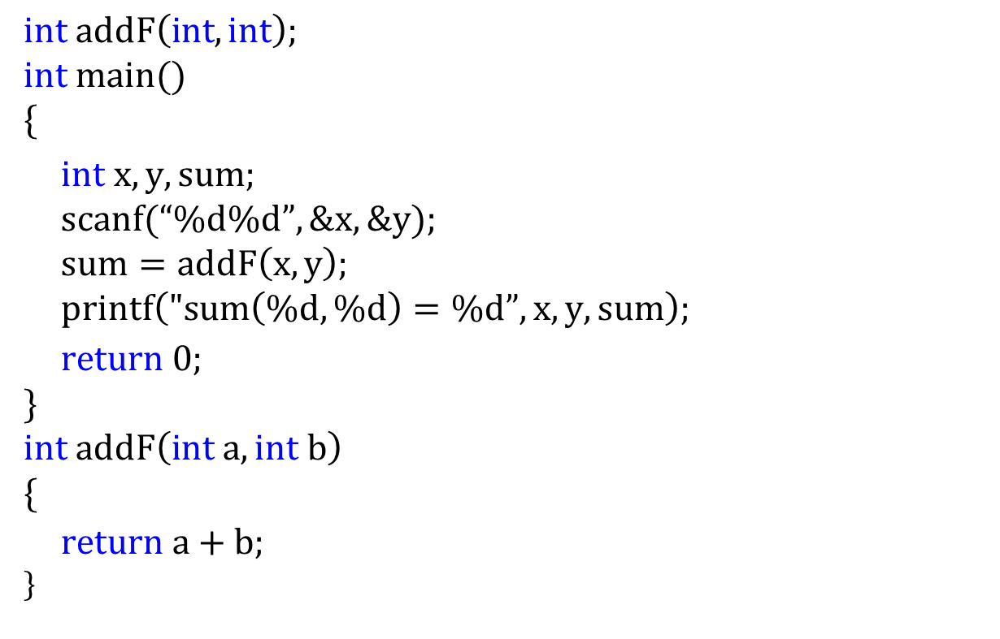 int addF(int, int);
int main()
{
int x, y, sum;
scanf(“%d%d”, &x, &y);
sum = addF(x, y);
printf("sum(%d, %d) = %d”, x, y, sum);
return 0;
}
int addF(int a, int b)
{
return a + b;
}